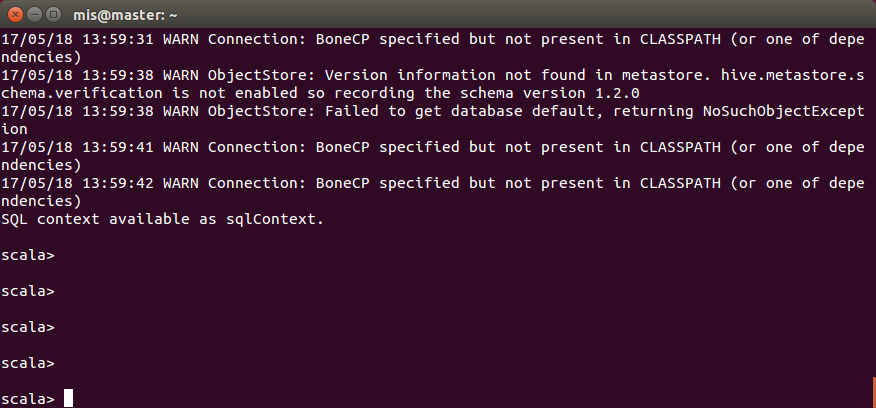 mis@master: ~
17/05/18 13:59:31 WARN Connection: BoneCP specified but not present in CLASSPATH (or one of depe
ndencies)
17/05/18 13:59:38 WARN ObjectStore: Version information not found in metastore. hive.metastore.s
chema.verification is not enabled so recording the schema version 1.2.0
17/05/18 13:59:38 WARN ObjectStore: Failed to get database default, returning NoSuchObjectExcept
ion
17/05/18 13:59:41 WARN Connection: BoneCP specified but not present in CLASSPATH (or one of depe
ndencies)
17/05/18 13:59:42 WARN Connection: BoneCP specified but not present in CLASSPATH (or one of depe
ndencies)
SQL context available as sqlContext.
scala>
scala>
scala>
scala>
scala>